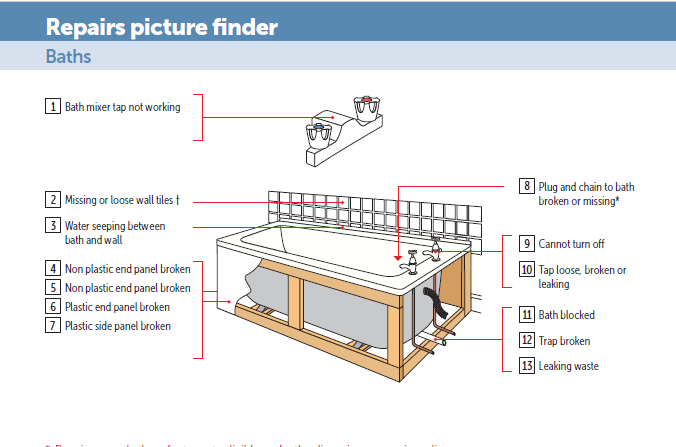 Repairs picture finder
Baths
1 Bath mixer tap not working
2 Missing or loose wall tiles †
3 Water seeping between
bath and wall
4 Non plastic end panel broken
5 Non plastic end panel broken
6 Plastic end panel broken
7 Plastic side panel broken
8 Plug and chain to bath
broken or missing*
9 Cannot turn off
10 Tap loose, broken or
leaking
11 Bath blocked
12 Trap broken
13 Leaking waste